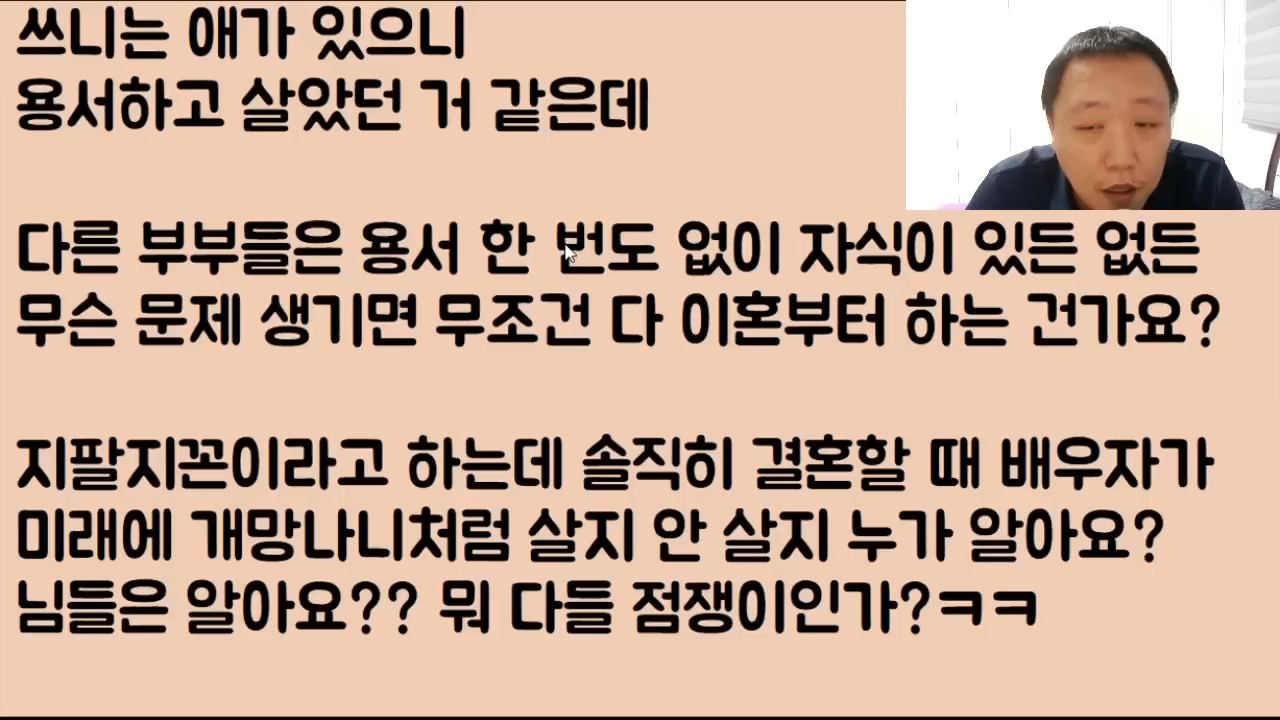 쓰니는 애가 있으니
용서하고 살았던 거 같은데
다른 부부들은 용서 한 번도 없이 자식이 있든 없든
무슨 문제 생기면 무조건 다 이혼부터 하는 건가요?
지팔지꼰이라고 하는데 솔직히 결혼할 때 배우자가
미래에 개망나니처럼 살지 안 살지 누가 알아요?
님들은 알아요?? 뭐 다들 점쟁이인가?ㅋㅋ